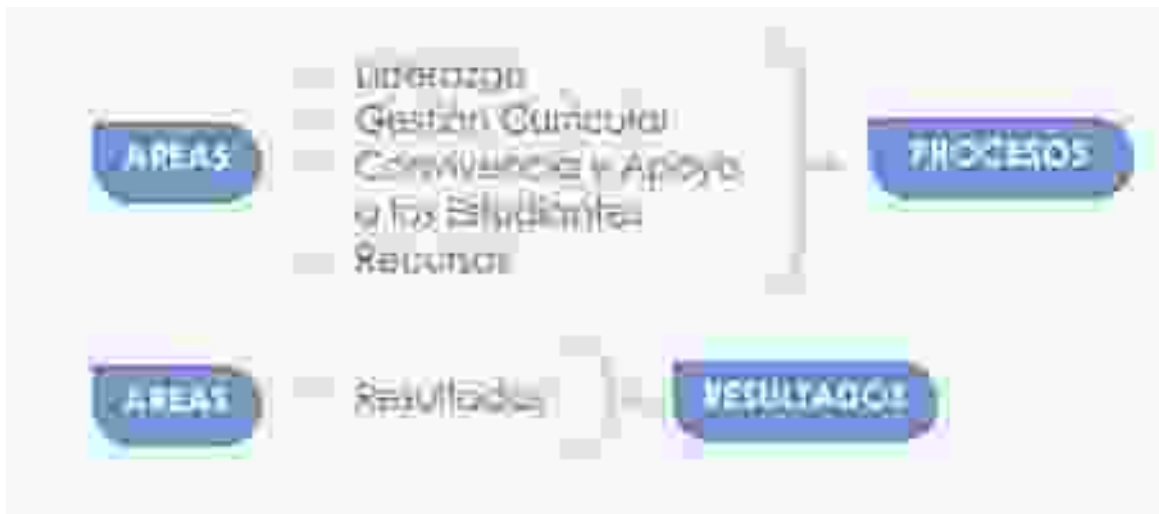 AREAS
Liderazgo
Gestión Curricular
Convivencia y Apoyo
a los Estudiantes
Recursos
PROCESOS
AREAS
Resultados
RESULTADOS